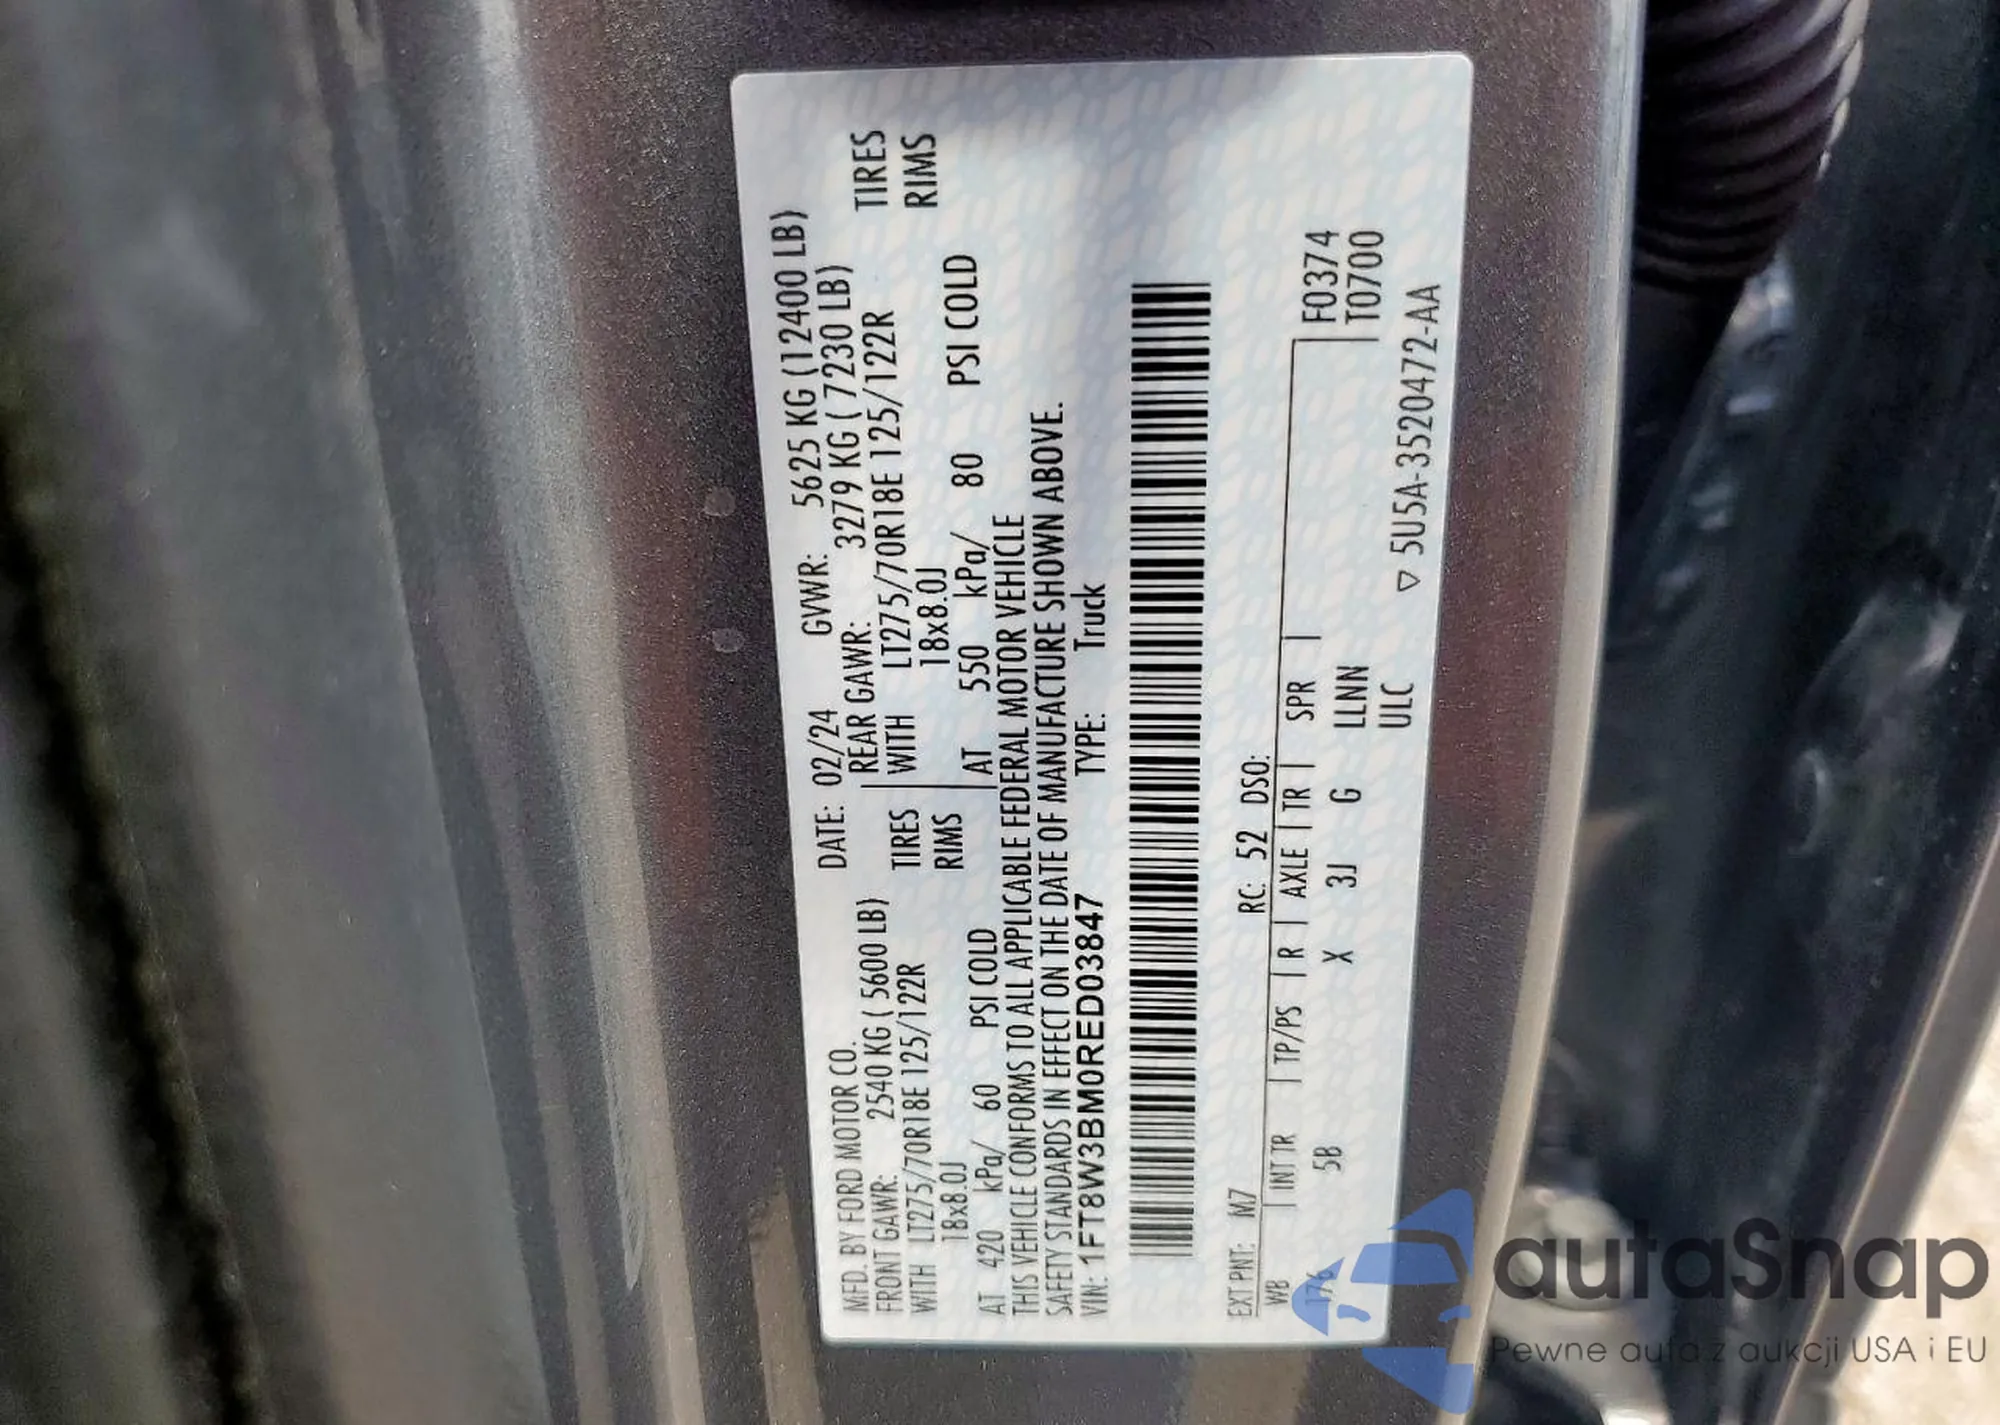 MFD. BY FORD MOTOR CO.
DATE: 02/24 GVWR: 5625 KG (12400 LB)
FRONT GAWR: 2540 KG ( 5600 LB)
REAR GAWR: 3279 KG ( 7230 LB)
WITH LT275/70R18E 125/122R TIRES
WITH LT275/70R18E 125/122R TIRES
18x8.0J RIMS
18x8.0J RIMS
AT 420 kPa/ 60 PSI COLD
AT 550 kPa/ 80 PSI COLD
THIS VEHICLE CONFORMS TO ALL APPLICABLE FEDERAL MOTOR VEHICLE
SAFETY STANDARDS IN EFFECT ON THE DATE OF MANUFACTURE SHOWN ABOVE.
VIN: 1FT8W3BM0RED03847 TYPE: Truck
EXT PNT: M7 RC: 52 DSO:
WB | INT TR | TP/PS | R | AXLE | TR | SPR |
176 5B X 3J G LLNN
ULC
F0374
T0700
▽ 5U5A-3520472-AA
autaSnap
Pewne auta z aukcji USA i EU